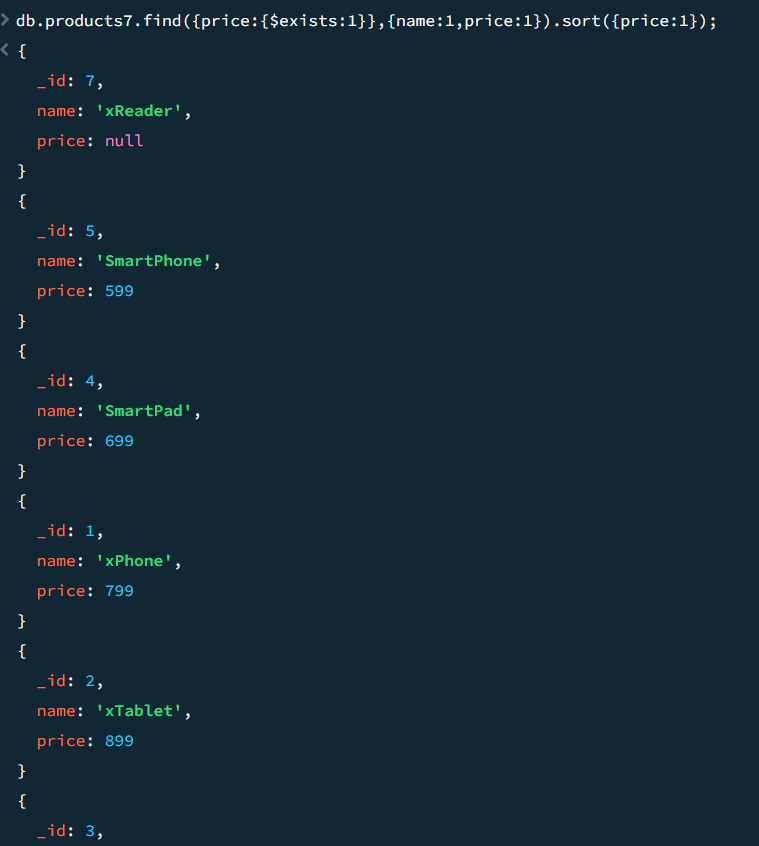 > db.products7.find({price:{$exists:1}},{name:1,price:1}).sort({price:1});
< {
_id: 7,
name: 'xReader',
price: null
}
{
_id: 5,
name: 'SmartPhone',
price: 599
}
{
_id: 4,
name: 'SmartPad',
price: 699
}
{
_id: 1,
name: 'xPhone',
price: 799
}
{
_id: 2,
name: 'xTablet',
price: 899
}
{
_id: 3,